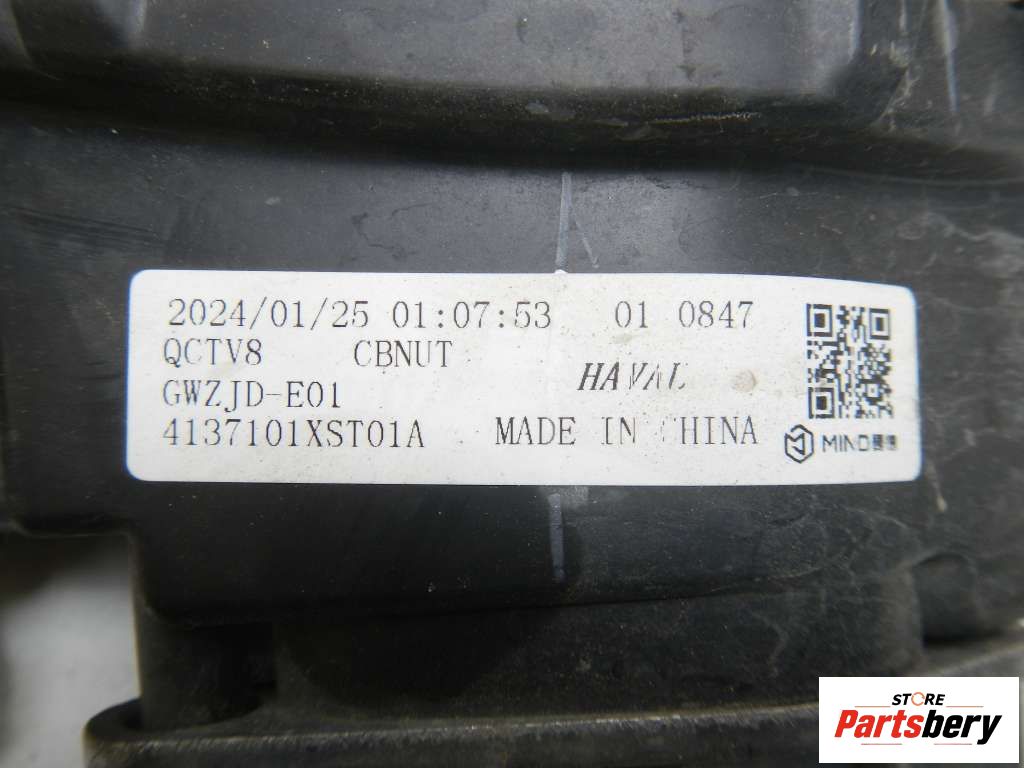 2024/01/25 01:07:53 01 0847
QCTV8 CBNUT
HAVAL
GWZJD-E01
4137101XST01A MADE IN CHINA
MIND
STORE
Partsbery